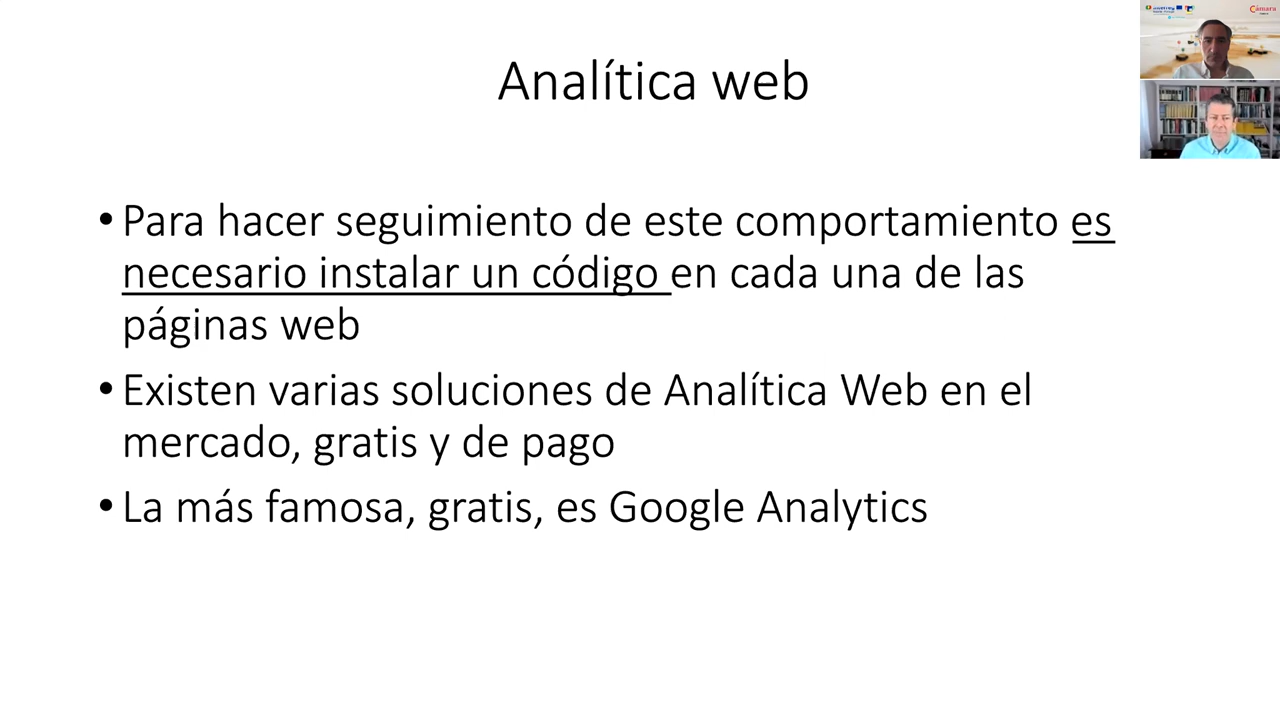 Analítica web
Cámara
• Para hacer seguimiento de este comportamiento es
necesario instalar un código en cada una de las
páginas web
• Existen varias soluciones de Analítica Web en el
mercado, gratis y de pago
• La más famosa, gratis, es Google Analytics